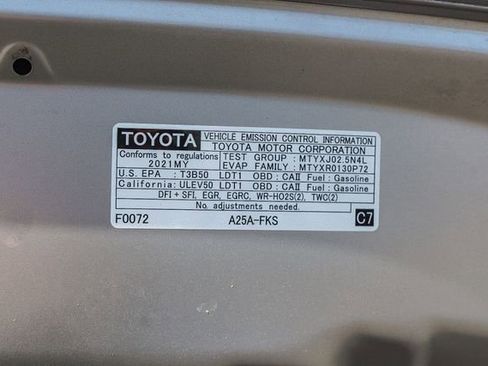 TOYOTA VEHICLE EMISSION CONTROL INFORMATION
TOYOTA MOTOR CORPORATION
Conforms to regulations TEST GROUP : MTYXJ02.5N4L
2021MY EVAP FAMILY : MTYXR0130P72
U.S. EPA : T3B50 LDT1 OBD : CAII Fuel : Gasoline
California: ULEV50 LDT1 OBD : CAII Fuel : Gasoline
DFI + SFI, EGR, EGRC, WR-HO2S(2), TWC(2)
No adjustments needed.
F0072 A25A-FKS C7